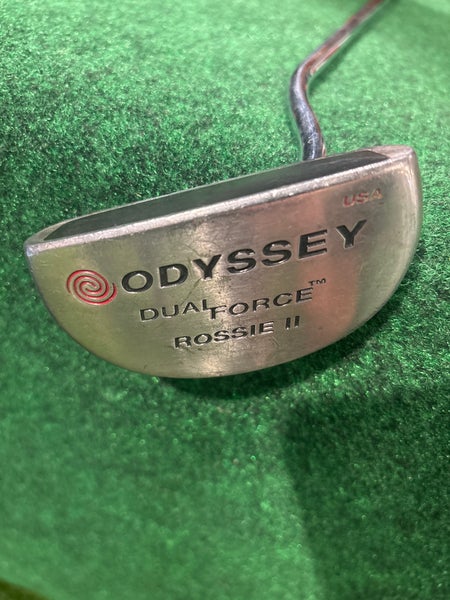 USA
ODYSSEY
DUAL FORCE™
ROSSIE II